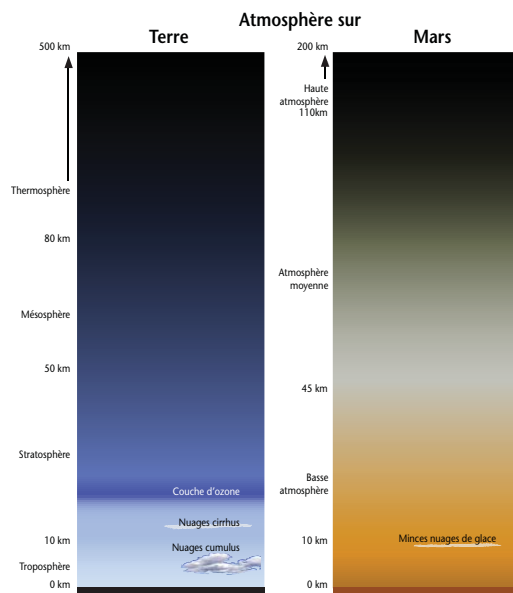 Atmosphère sur
Terre
Mars
500 km
Thermosphère
80 km
Mésosphère
50 km
Stratosphère
Couche d'ozone
Nuages cirrhus
10 km
Nuages cumulus
Troposphère
0 km
200 km
Haute
atmosphère
110km
Atmosphère
moyenne
45 km
Basse
atmosphère
10 km
Minces nuages de glace
0 km